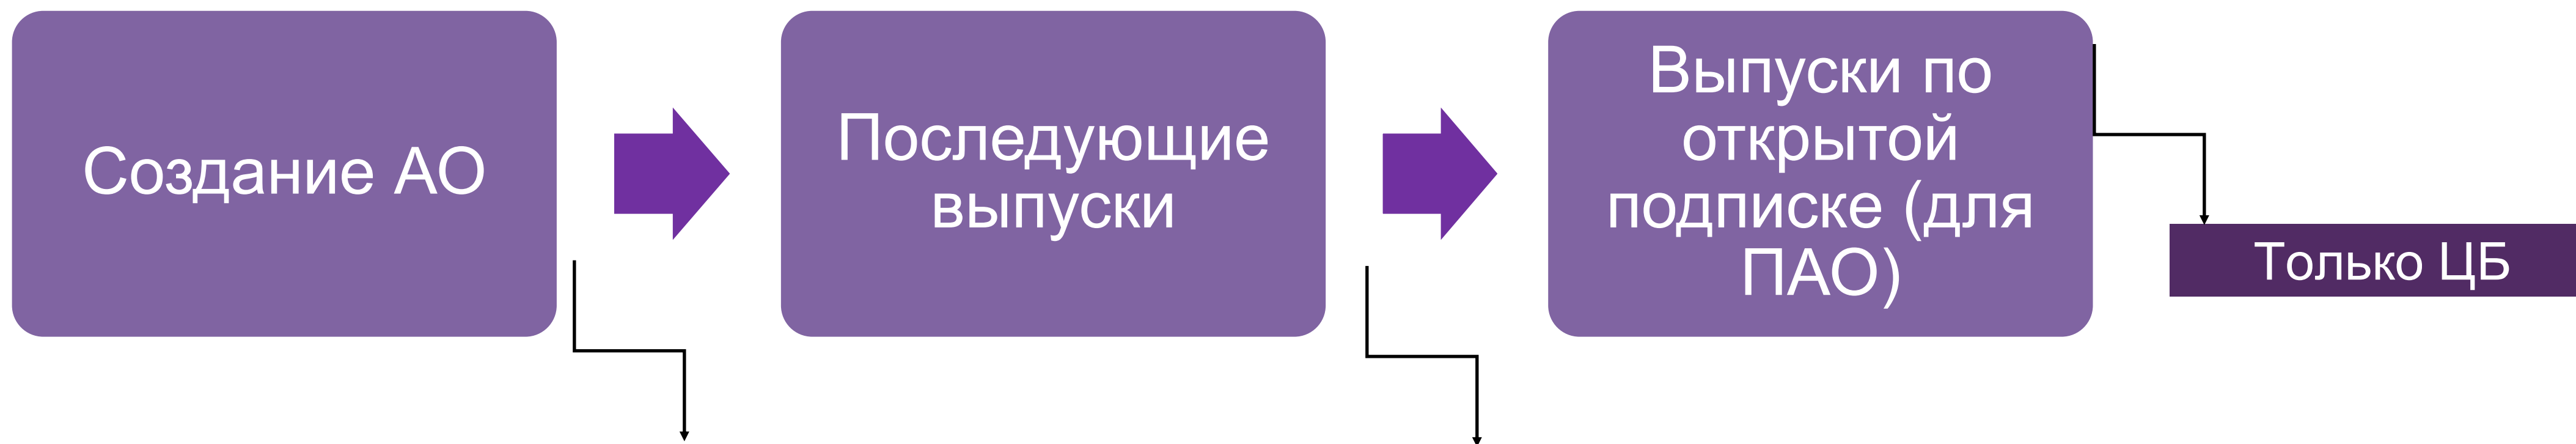 Создание АО
Последующие
выпуски
Выпуски по
открытой
подписке (для
ПАО)
Только ЦБ